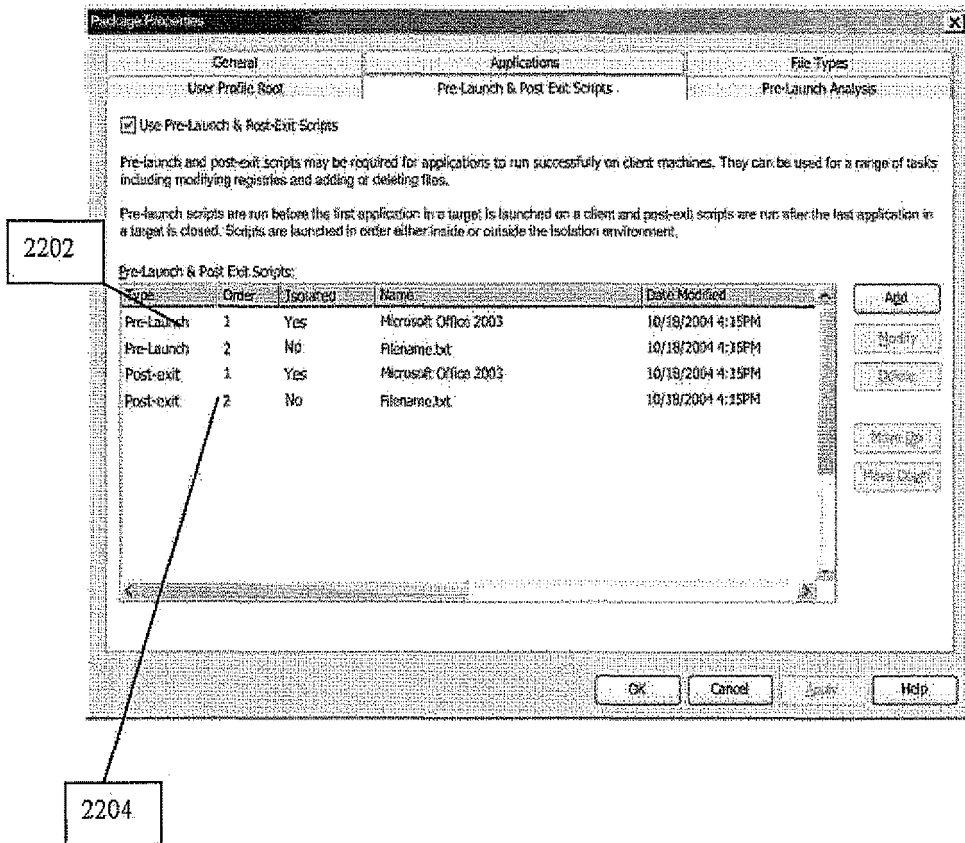 Package Properties
General Applications File Types
User Profile Root Pre-Launch & Post Exit Scripts Pre-Launch Analysis
Use Pre-Launch & Post-Exit Scripts
Pre-launch and post-exit scripts may be required for applications to run successfully on client machines. They can be used for a range of tasks
including modifying registries and adding or deleting files.
Pre-launch scripts are run before the first application in a target is launched on a client and post-exit scripts are run after the last application in
a target is closed. Scripts are launched in order either inside or outside the isolation environment.
2202
Pre-Launch & Post Exit Scripts:
Type Order Isolated Name Date Modified Add
Pre-Launch 1 Yes Microsoft Office 2003 10/18/2004 4:15PM
Modify
Pre-Launch 2 No Filename.txt 10/18/2004 4:15PM
Post-exit 1 Yes Microsoft Office 2003 10/18/2004 4:15PM
Delete
Post-exit 2 No Filename.txt 10/18/2004 4:15PM
Move Up
Move Down
OK Cancel Apply Help
2204